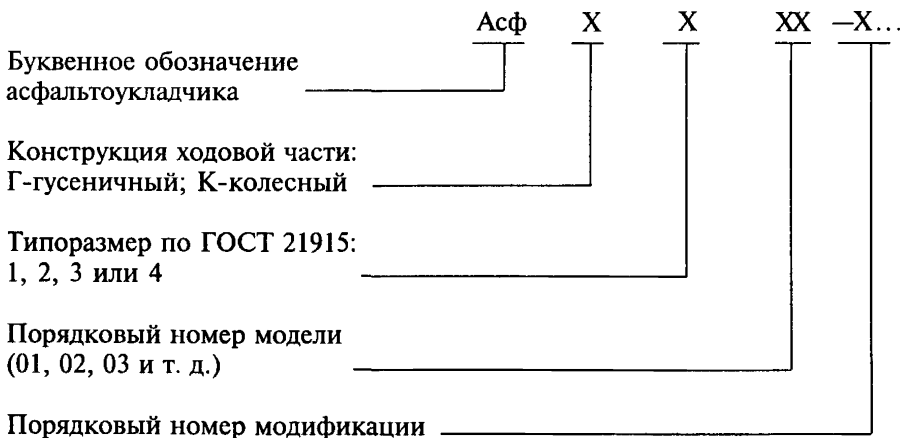 Асф Х Х ХХ –Х...
Буквенное обозначение
асфальтоукладчика
Конструкция ходовой части:
Г-гусеничный; К-колесный
Типоразмер по ГОСТ 21915:
1, 2, 3 или 4
Порядковый номер модели
(01, 02, 03 и т. д.)
Порядковый номер модификации